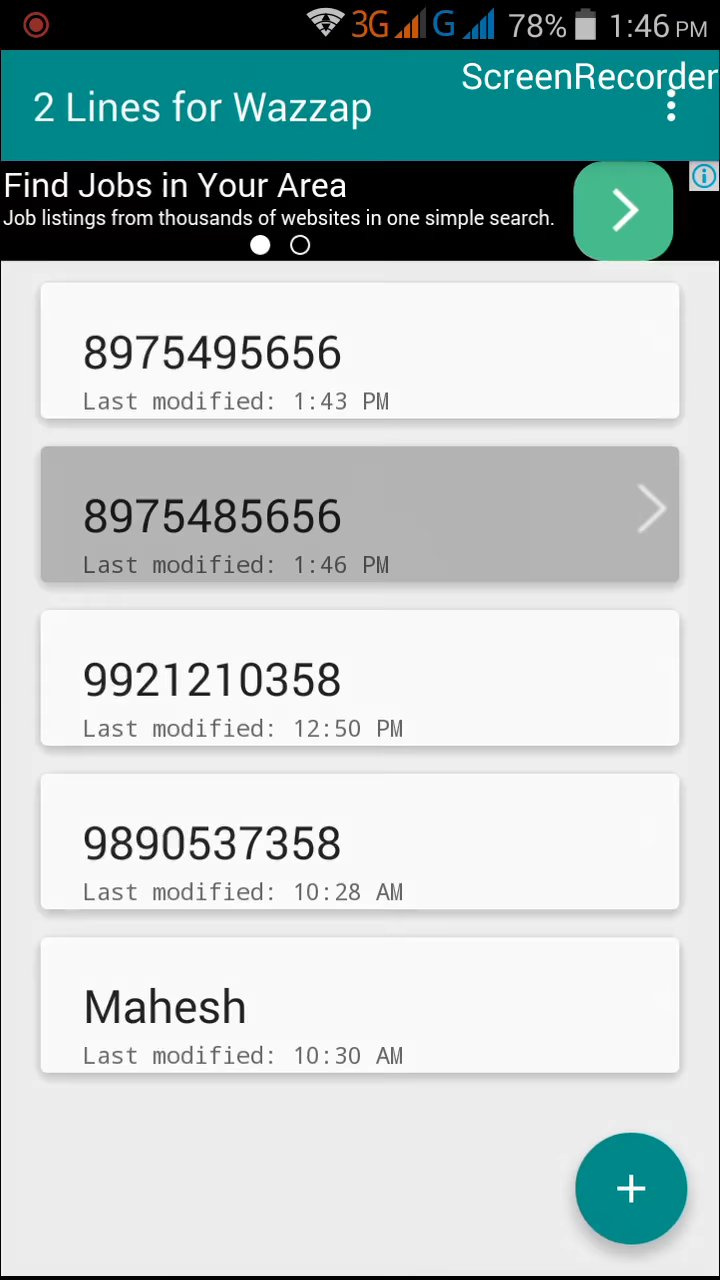 3G G 78% 1:46 PM
ScreenRecorder
2 Lines for Wazzap
Find Jobs in Your Area
Job listings from thousands of websites in one simple search.
8975495656
Last modified: 1:43 PM
8975485656
Last modified: 1:46 PM
9921210358
Last modified: 12:50 PM
9890537358
Last modified: 10:28 AM
Mahesh
Last modified: 10:30 AM
+